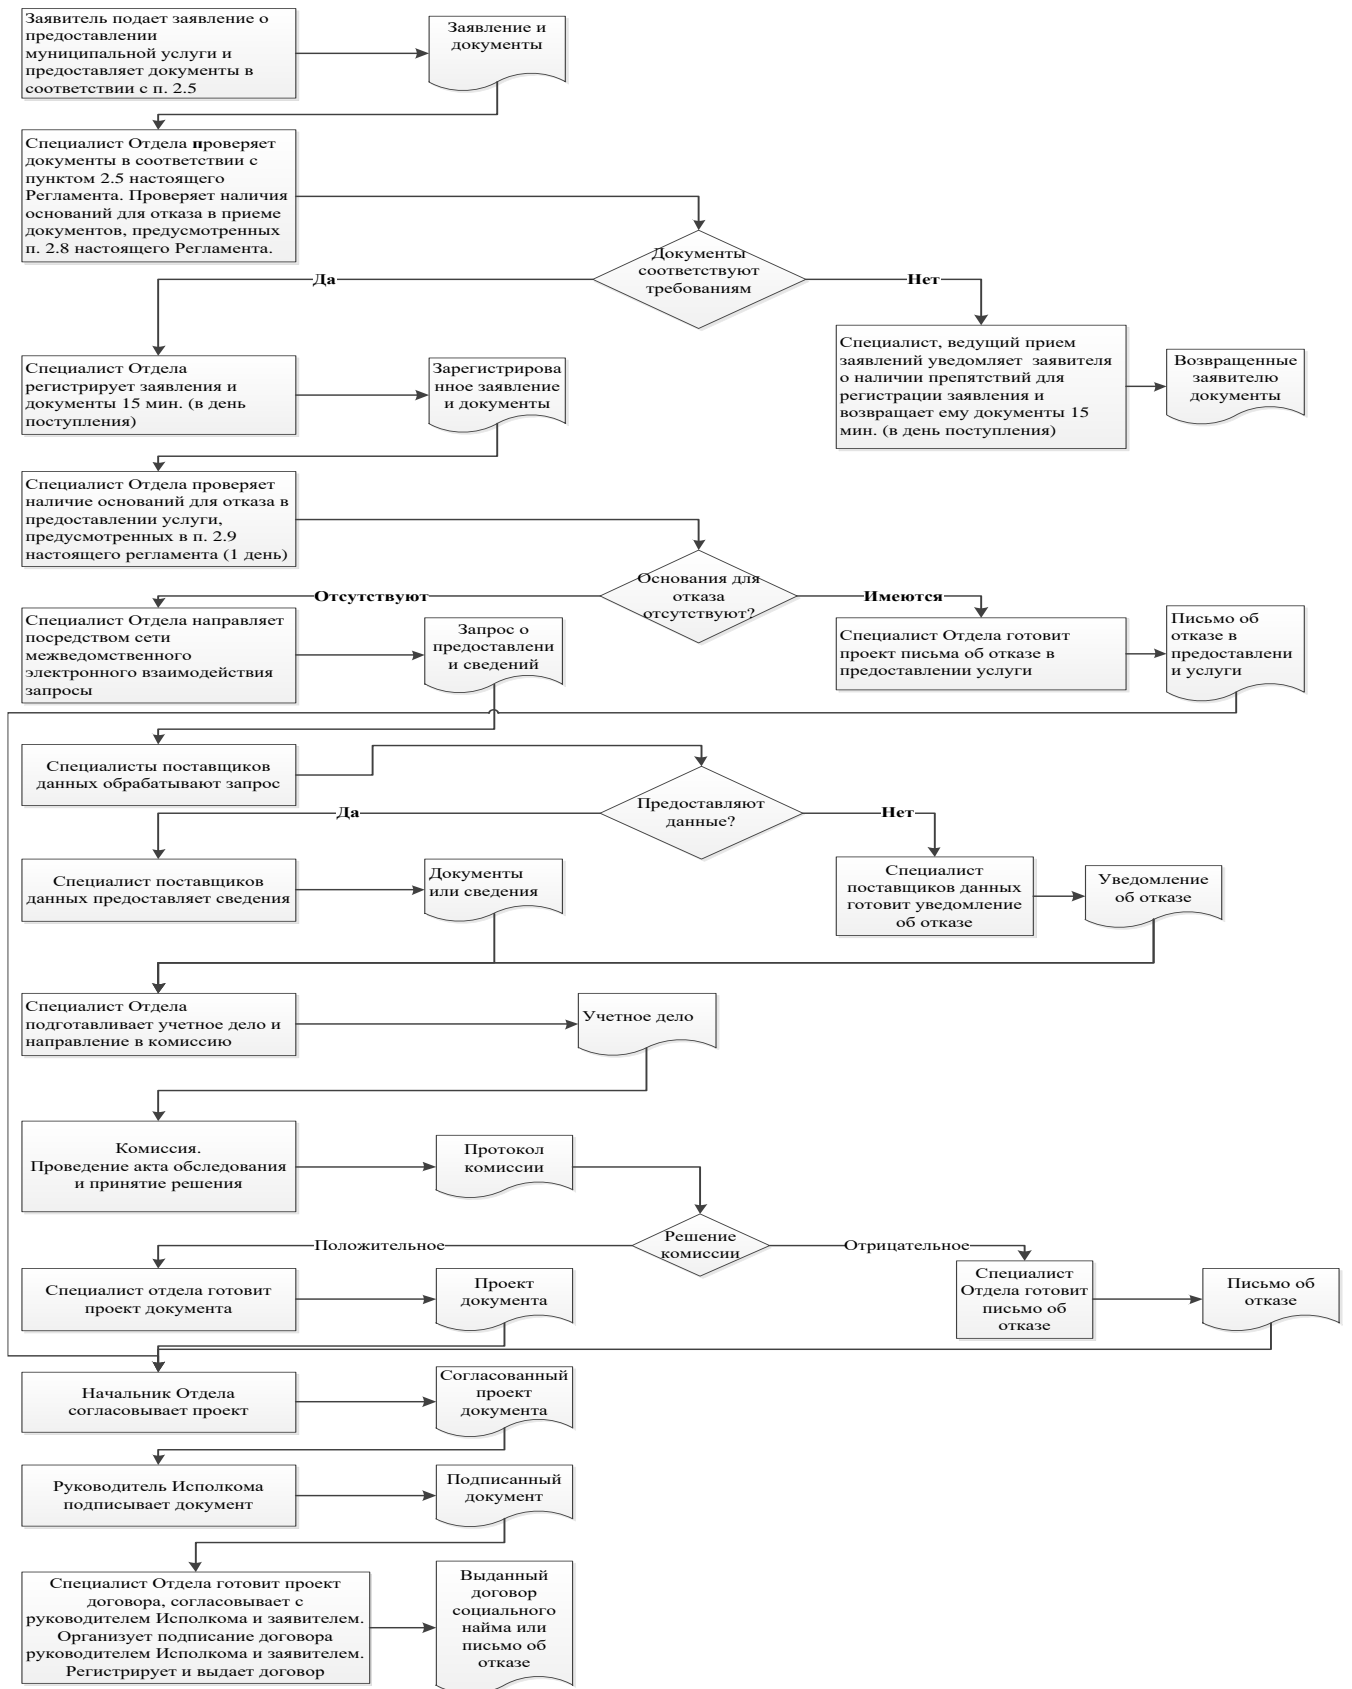 Заявитель подает заявление о
предоставлении
муниципальной услуги и
предоставляет документы в
соответствии с п. 2.5
Заявление и
документы
Специалист Отдела проверяет
документы в соответствии с
пунктом 2.5 настоящего
Регламента. Проверяет наличия
оснований для отказа в приеме
документов, предусмотренных
п. 2.8 настоящего Регламента.
Документы
соответствуют
требованиям
Да
Нет
Специалист Отдела
регистрирует заявления и
документы 15 мин. (в день
поступления)
Зарегистрирова
нное заявление
и документы
Специалист, ведущий прием
заявлений уведомляет заявителя
о наличии препятствий для
регистрации заявления и
возвращает ему документы 15
мин. (в день поступления)
Возвращенные
заявителю
документы
Специалист Отдела проверяет
наличие оснований для отказа в
предоставлении услуги,
предусмотренных в п. 2.9
настоящего регламента (1 день)
Основания для
отказа
отсутствуют?
Отсутствуют
Имеются
Специалист Отдела направляет
посредством сети
межведомственного
электронного взаимодействия
запросы
Запрос о
предоставлени
и сведений
Специалист Отдела готовит
проект письма об отказе в
предоставлении услуги
Письмо об
отказе в
предоставлени
и услуги
Специалисты поставщиков
данных обрабатывают запрос
Предоставляют
данные?
Да
Нет
Специалист поставщиков
данных предоставляет сведения
Документы
или сведения
Специалист
поставщиков данных
готовит уведомление
об отказе
Уведомление
об отказе
Специалист Отдела
подготавливает учетное дело и
направление в комиссию
Учетное дело
Комиссия.
Проведение акта обследования
и принятие решения
Протокол
комиссии
Решение
комиссии
Положительное
Отрицательное
Специалист отдела готовит
проект документа
Проект
документа
Специалист
Отдела готовит
письмо об
отказе
Письмо об
отказе
Начальник Отдела
согласовывает проект
Согласованный
проект
документа
Руководитель Исполкома
подписывает документ
Подписанный
документ
Специалист Отдела готовит проект
договора, согласовывает с
руководителем Исполкома и заявителем.
Организует подписание договора
руководителем Исполкома и заявителем.
Регистрирует и выдает договор
Выданный
договор
социального
найма или
письмо об
отказе